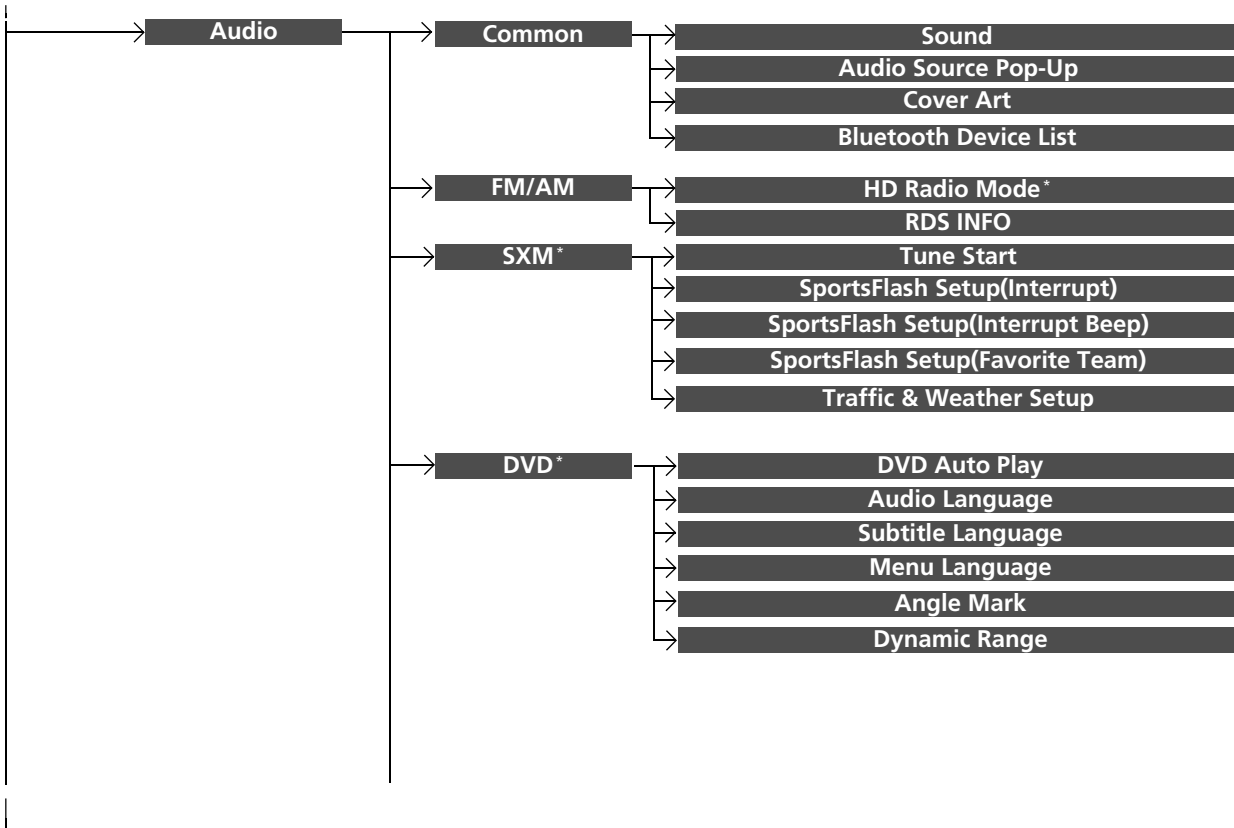 Audio
Common
Sound
Audio Source Pop-Up
Cover Art
Bluetooth Device List
FM/AM
HD Radio Mode*
RDS INFO
SXM*
Tune Start
SportsFlash Setup(Interrupt)
SportsFlash Setup(Interrupt Beep)
SportsFlash Setup(Favorite Team)
Traffic & Weather Setup
DVD*
DVD Auto Play
Audio Language
Subtitle Language
Menu Language
Angle Mark
Dynamic Range